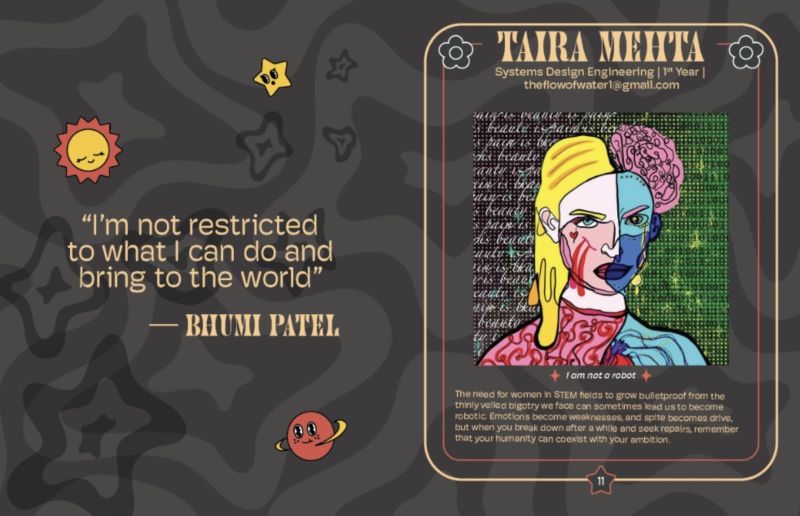 “I’m not restricted
to what I can do and
bring to the world”
— BHUMI PATEL
TAIRA MEHTA
Systems Design Engineering | 1st Year |
theflowofwater1@gmail.com
I am not a robot
The need for women in STEM fields to grow bulletproof from the
thinly veiled bigotry we face can sometimes lead us to become
robotic. Emotions become weaknesses, and spite becomes drive,
but when you break down after a while and seek repairs, remember
that your humanity can coexist with your ambition.
11